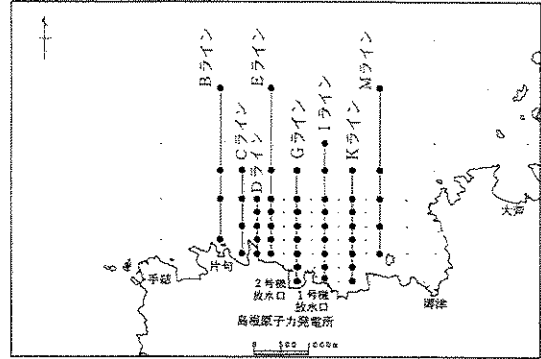 Bライン
Cライン
Dライン
Eライン
Gライン
Iライン
Kライン
Mライン
大芦
手結
片句
御津
2号機
放水口
1号機
放水口
島根原子力発電所
0 500 1000m